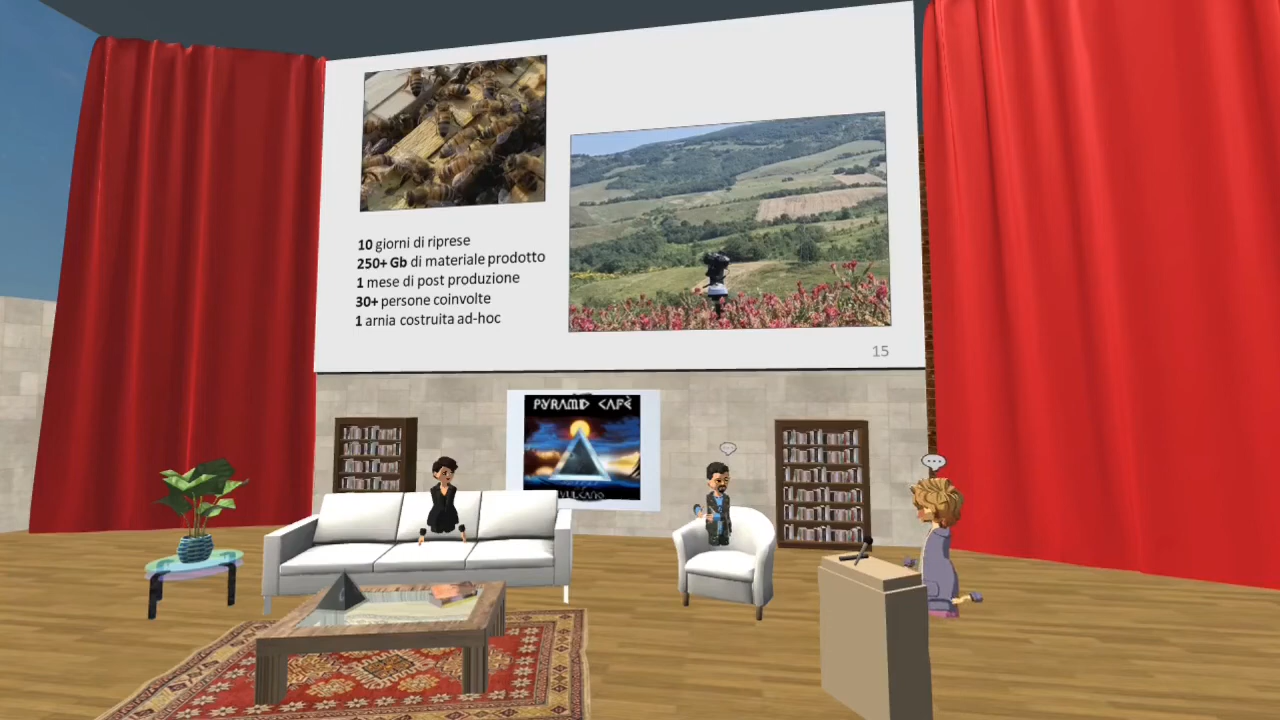 10 giorni di riprese
250+ Gb di materiale prodotto
1 mese di post produzione
30+ persone coinvolte
1 arnia costruita ad-hoc
15
PYRAMID CAFÈ
VULCANO